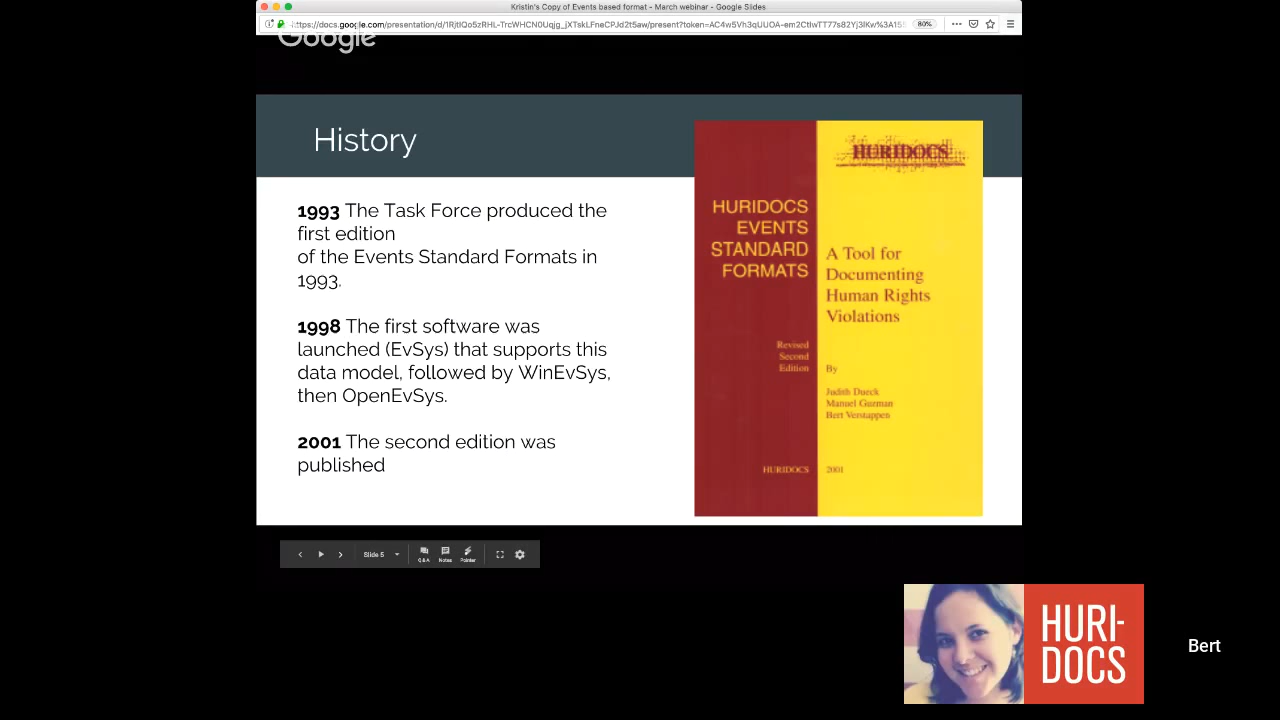 Kristin's Copy of Events based format - March webinar - Google Slides
80%
Google
History
1993 The Task Force produced the
first edition
of the Events Standard Formats in
1993.
1998 The first software was
launched (EvSys) that supports this
data model, followed by WinEvSys,
then OpenEvSys.
2001 The second edition was
published
HURIDOCS
HURIDOCS
EVENTS
STANDARD
FORMATS
A Tool for
Documenting
Human Rights
Violations
Revised
Second
Edition
By
Judith Dueck
Manuel Guzman
Bert Verstappen
HURIDOCS
2001
Slide 5
Q&A
Notes
Pointer
HURI-
DOCS
Bert